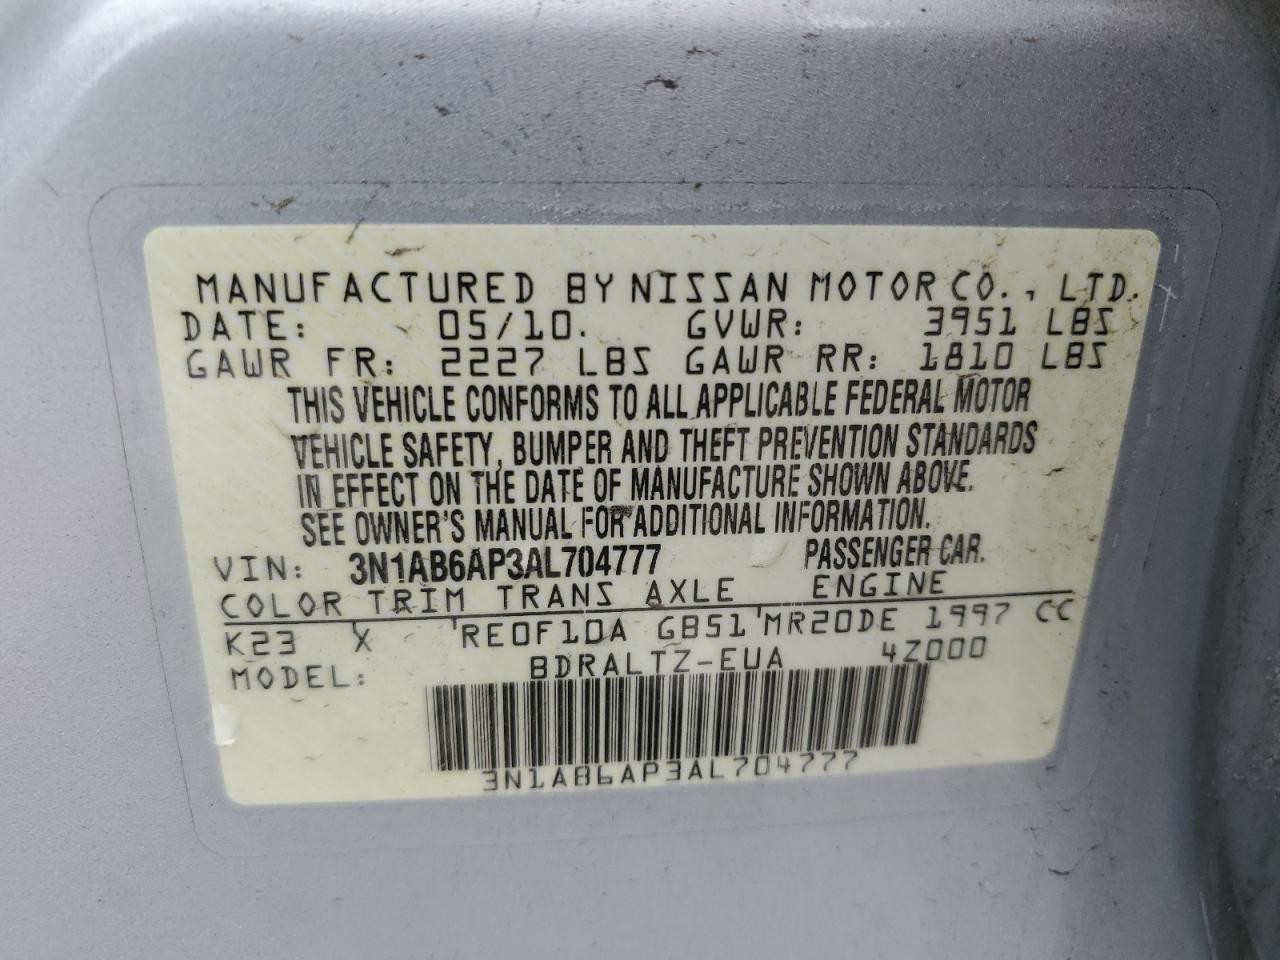 MANUFACTURED BY NISSAN MOTOR CO., LTD.
DATE: 05/10. GVWR: 3951 LBS
GAWR FR: 2227 LBS GAWR RR: 1810 LBS
THIS VEHICLE CONFORMS TO ALL APPLICABLE FEDERAL MOTOR
VEHICLE SAFETY, BUMPER AND THEFT PREVENTION STANDARDS
IN EFFECT ON THE DATE OF MANUFACTURE SHOWN ABOVE.
SEE OWNER'S MANUAL FOR ADDITIONAL INFORMATION.
VIN: 3N1AB6AP3AL704777 PASSENGER CAR.
COLOR TRIM TRANS AXLE ENGINE
K23 X RE0F10A GB51 MR20DE 1997 CC
MODEL: BDRALTZ-EUA 4Z000
3N1AB6AP3AL704777